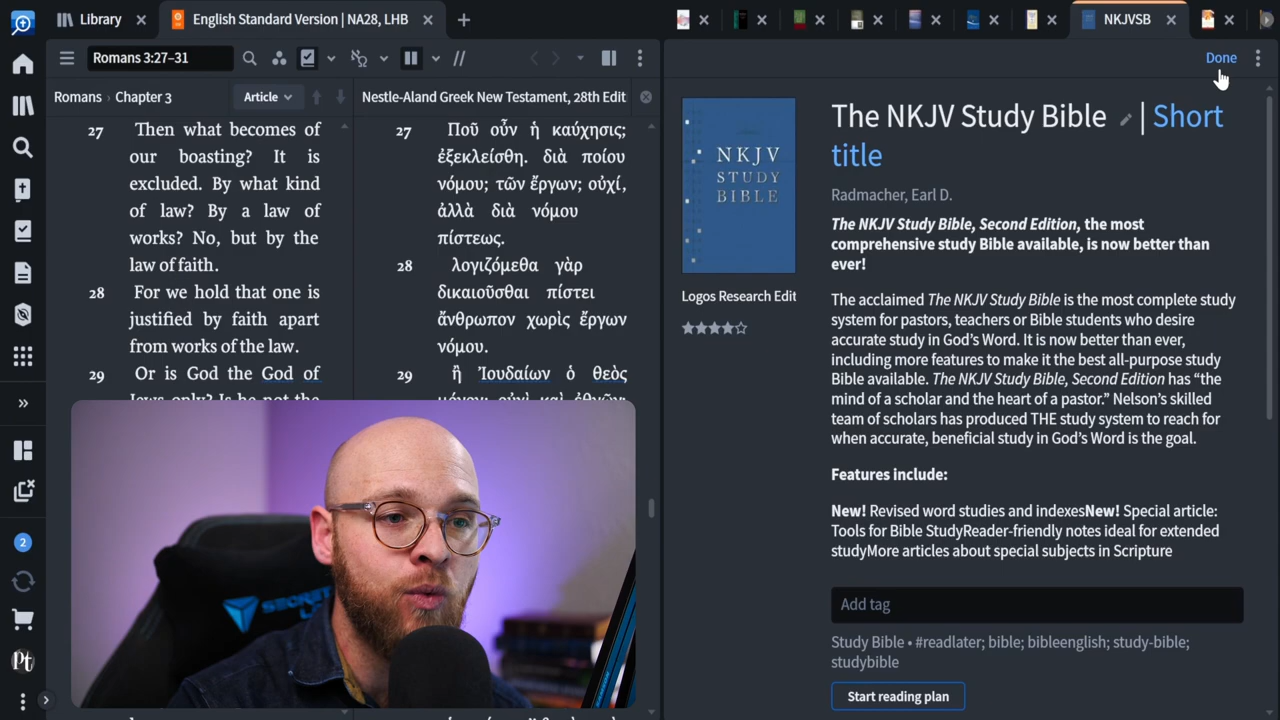 Library
English Standard Version | NA28, LHB
NKJVSB
Romans 3:27–31
Done
Romans › Chapter 3
Article
Nestle-Aland Greek New Testament, 28th Edit
27 Then what becomes of
our boasting? It is
excluded. By what kind
of law? By a law of
works? No, but by the
law of faith.
28 For we hold that one is
justified by faith apart
from works of the law.
29 Or is God the God of
Jews only? Is he not the
27 Ποῦ οὖν ἡ καύχησις;
ἐξεκλείσθη. διὰ ποίου
νόμου; τῶν ἔργων; οὐχί,
ἀλλὰ διὰ νόμου
πίστεως.
28 λογιζόμεθα γὰρ
δικαιοῦσθαι πίστει
ἄνθρωπον χωρὶς ἔργων
νόμου.
29 ἢ Ἰουδαίων ὁ θεὸς
μόνον; οὐχὶ καὶ ἐθνῶν;
NKJV
STUDY
BIBLE
Logos Research Edit
The NKJV Study Bible | Short
title
Radmacher, Earl D.
The NKJV Study Bible, Second Edition, the most
comprehensive study Bible available, is now better than
ever!
The acclaimed The NKJV Study Bible is the most complete study
system for pastors, teachers or Bible students who desire
accurate study in God’s Word. It is now better than ever,
including more features to make it the best all-purpose study
Bible available. The NKJV Study Bible, Second Edition has “the
mind of a scholar and the heart of a pastor.” Nelson’s skilled
team of scholars has produced THE study system to reach for
when accurate, beneficial study in God’s Word is the goal.
Features include:
New! Revised word studies and indexesNew! Special article:
Tools for Bible StudyReader-friendly notes ideal for extended
studyMore articles about special subjects in Scripture
Add tag
Study Bible • #readlater; bible; bibleenglish; study-bible;
studybible
Start reading plan
2
Pt